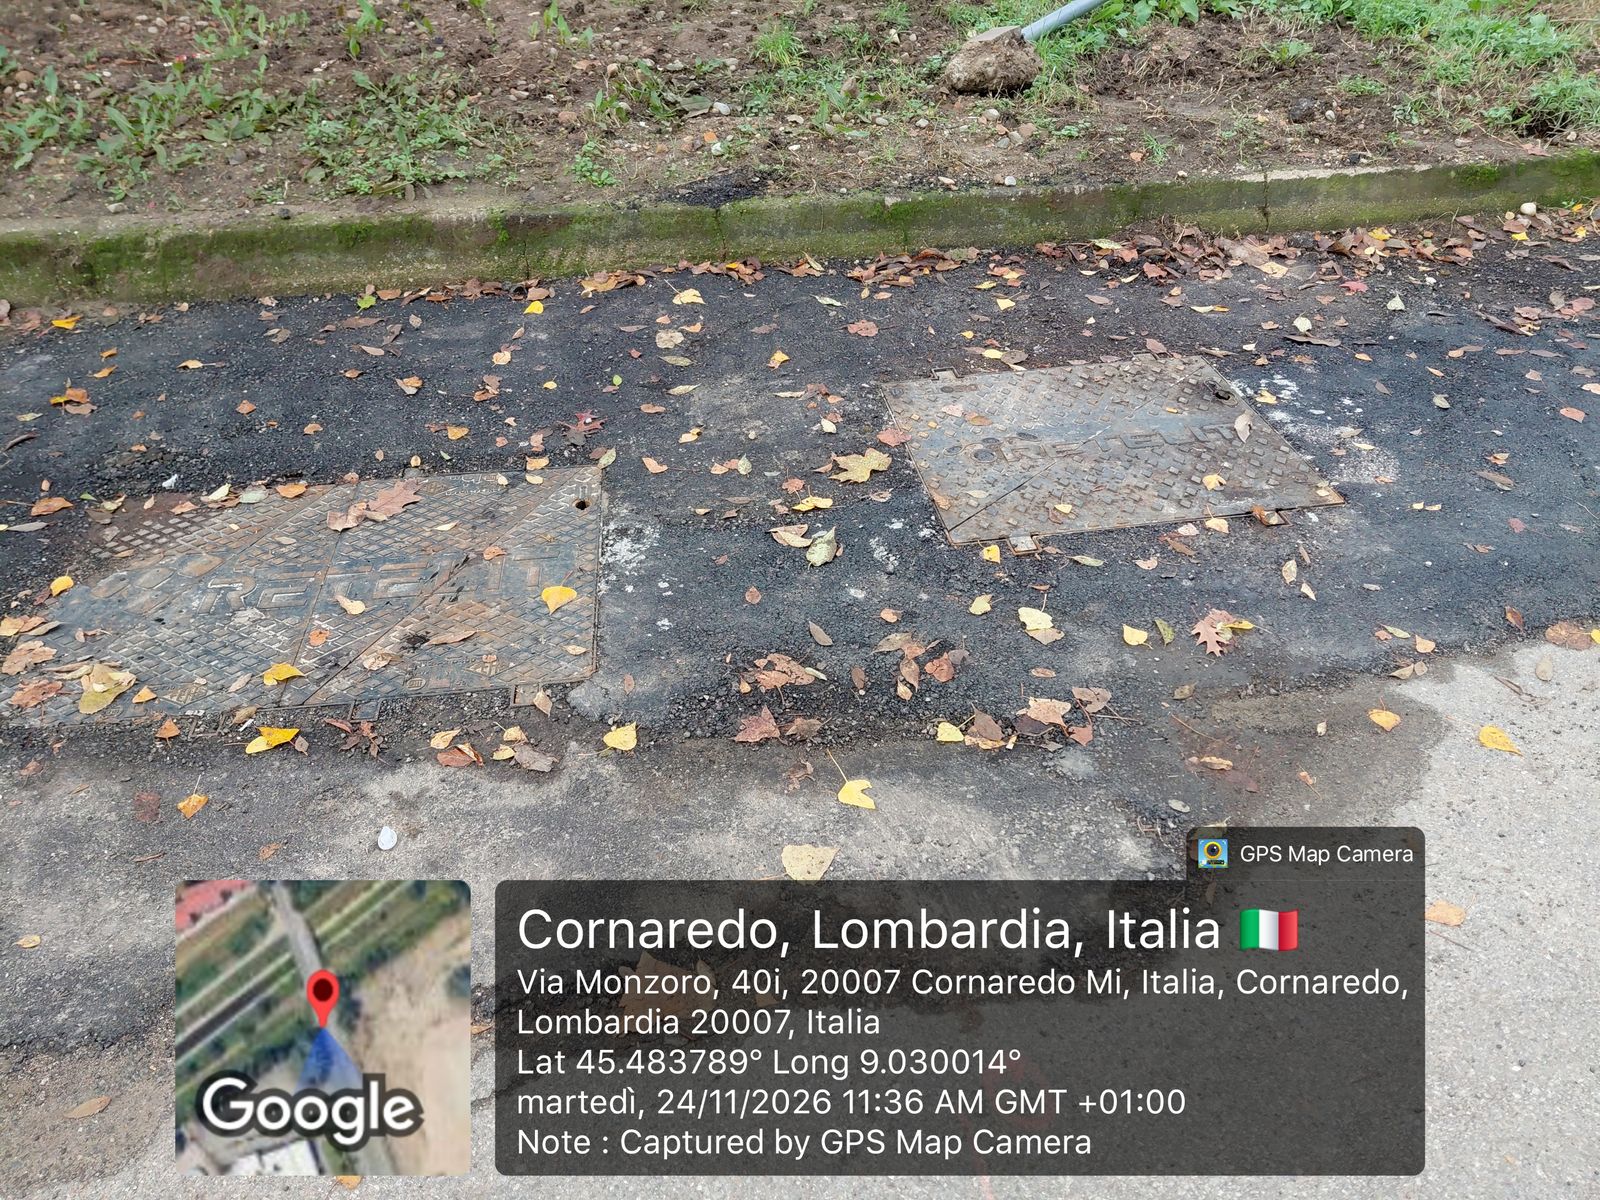 RETELIT
GPS Map Camera
Cornaredo, Lombardia, Italia
Via Monzoro, 40i, 20007 Cornaredo Mi, Italia, Cornaredo,
Lombardia 20007, Italia
Lat 45.483789° Long 9.030014°
martedì, 24/11/2026 11:36 AM GMT +01:00
Note : Captured by GPS Map Camera
Google